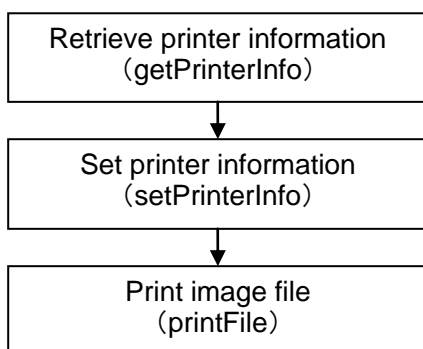 Retrieve printer information
（getPrinterInfo）
Set printer information
（setPrinterInfo）
Print image file
（printFile）